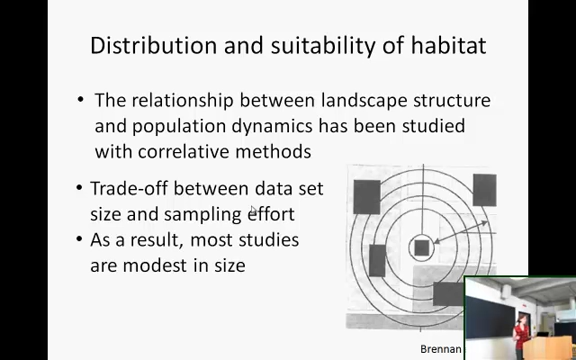 Distribution and suitability of habitat
• The relationship between landscape structure
and population dynamics has been studied
with correlative methods
• Trade-off between data set
size and sampling effort
• As a result, most studies
are modest in size
Brennan